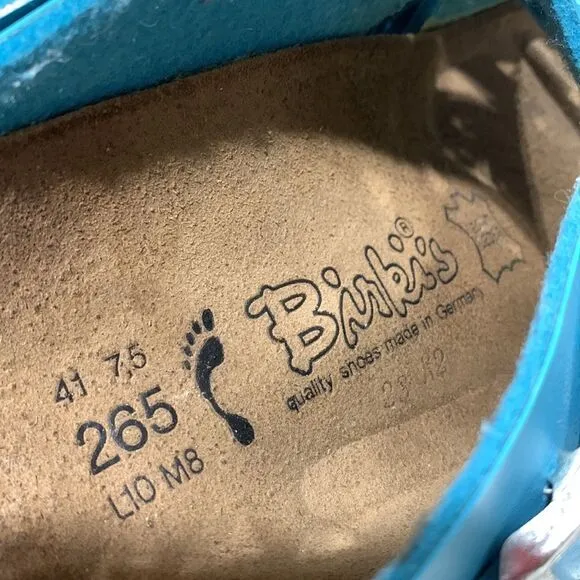 41 7.5
265
L10 M8
Birki's®
quality shoes made in Germany